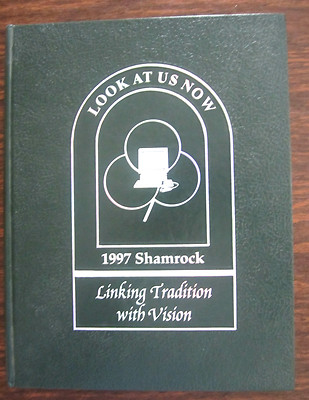 LOOK AT US NOW
1997 Shamrock
Linking Tradition
with Vision